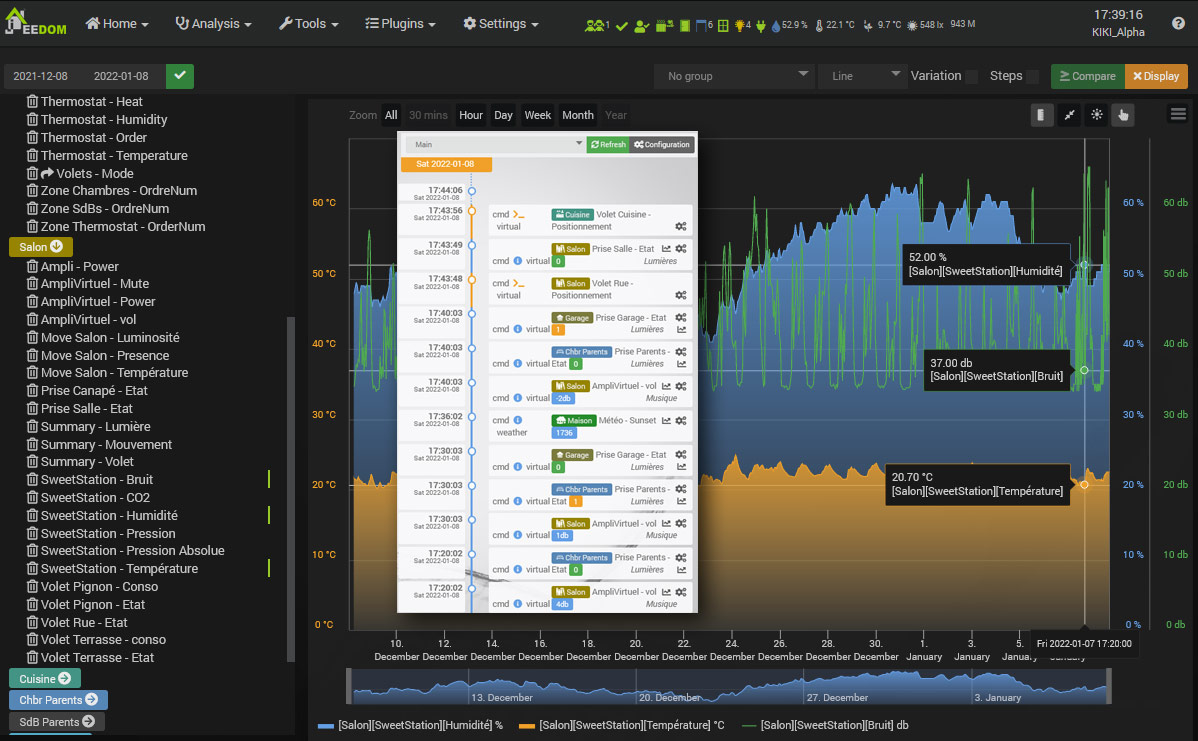 JEEDOM
Home
Analysis
Tools
Plugins
Settings
1
6
4
52.9 %
22.1 °C
9.7 °C
548 lx
943 M
17:39:16
KIKI_Alpha
2021-12-08
2022-01-08
No group
Line
Variation
Steps
Compare
Display
Thermostat - Heat
Thermostat - Humidity
Thermostat - Order
Thermostat - Temperature
Volets - Mode
Zone Chambres - OrdreNum
Zone SdBs - OrdreNum
Zone Thermostat - OrderNum
Salon
Ampli - Power
AmpliVirtuel - Mute
AmpliVirtuel - Power
AmpliVirtuel - vol
Move Salon - Luminosité
Move Salon - Presence
Move Salon - Température
Prise Canapé - Etat
Prise Salle - Etat
Summary - Lumière
Summary - Mouvement
Summary - Volet
SweetStation - Bruit
SweetStation - CO2
SweetStation - Humidité
SweetStation - Pression
SweetStation - Pression Absolue
SweetStation - Température
Volet Pignon - Conso
Volet Pignon - Etat
Volet Rue - Etat
Volet Terrasse - conso
Volet Terrasse - Etat
Cuisine
Chbr Parents
SdB Parents
Zoom All 30 mins Hour Day Week Month Year
Main
Refresh
Configuration
Sat 2022-01-08
17:44:06
Sat 2022-01-08
17:43:56
Sat 2022-01-08
cmd
virtual
Cuisine Volet Cuisine -
Positionnement
17:43:49
Sat 2022-01-08
Salon Prise Salle - Etat
cmd virtual 0 Lumières
17:43:48
Sat 2022-01-08
cmd
virtual
Salon Volet Rue -
Positionnement
17:40:03
Sat 2022-01-08
Garage Prise Garage - Etat
cmd virtual 1 Lumières
17:40:03
Sat 2022-01-08
Chbr Parents Prise Parents -
cmd virtual Etat 0 Lumières
17:40:03
Sat 2022-01-08
Salon AmpliVirtuel - vol
cmd virtual -2db Musique
17:36:02
Sat 2022-01-08
cmd
weather
Maison Météo - Sunset
1736
17:30:03
Sat 2022-01-08
Garage Prise Garage - Etat
cmd virtual 0 Lumières
17:30:03
Sat 2022-01-08
Chbr Parents Prise Parents -
cmd virtual Etat 1 Lumières
17:30:03
Sat 2022-01-08
Salon AmpliVirtuel - vol
cmd virtual 1db Musique
17:20:02
Sat 2022-01-08
Chbr Parents Prise Parents -
cmd virtual Etat 0 Lumières
17:20:02
Sat 2022-01-08
Salon AmpliVirtuel - vol
cmd virtual 4db Musique
60 °C
50 °C
40 °C
30 °C
20 °C
10 °C
0 °C
60 %
50 %
40 %
30 %
20 %
10 %
0 %
60 db
50 db
40 db
30 db
20 db
10 db
0 db
52.00 %
[Salon][SweetStation][Humidité]
37.00 db
[Salon][SweetStation][Bruit]
20.70 °C
[Salon][SweetStation][Température]
10. December
12. December
14. December
16. December
18. December
20. December
22. December
24. December
26. December
28. December
30. December
1. January
3. January
5. January
January
Fri 2022-01-07 17:20:00
13. December
20. December
27. December
3. January
[Salon][SweetStation][Humidité] %
[Salon][SweetStation][Température] °C
[Salon][SweetStation][Bruit] db